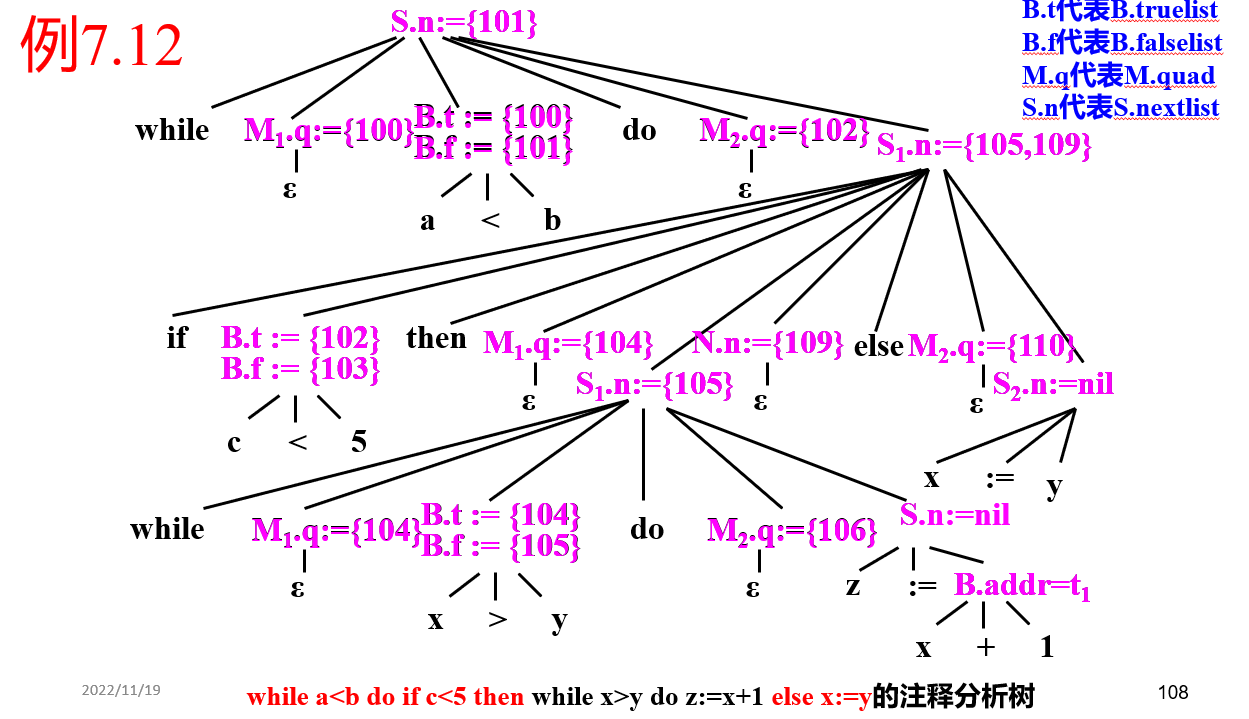 例7.12
S.n:={101}
B.t代表B.truelist
B.f代表B.falselist
M.q代表M.quad
S.n代表S.nextlist
while M₁.q:={100} B.t := {100} do M₂.q:={102} S₁.n:={105,109}
B.f := {101}
ε ε
a < b
if B.t := {102} then M₁.q:={104} N.n:={109} else M₂.q:={110}
B.f := {103} S₁.n:={105} S₂.n:=nil
ε ε ε
c < 5
x := y
while M₁.q:={104} B.t := {104} do M₂.q:={106} S.n:=nil
B.f := {105}
ε ε z := B.addr=t₁
x > y
x + 1
2022/11/19
while a<b do if c<5 then while x>y do z:=x+1 else x:=y的注释分析树
108